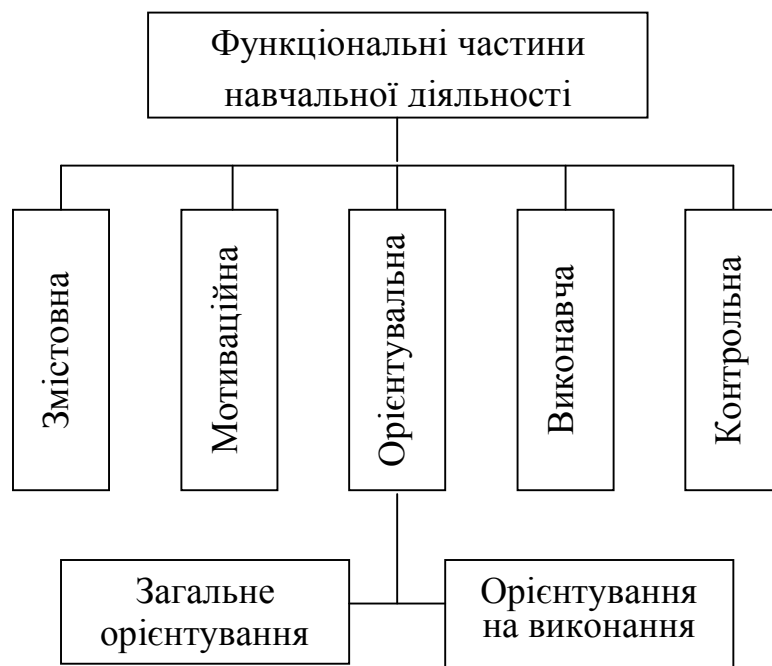 Функціональні частини
навчальної діяльності
Змістовна
Мотиваційна
Орієнтувальна
Виконавча
Контрольна
Загальне
орієнтування
Орієнтування
на виконання